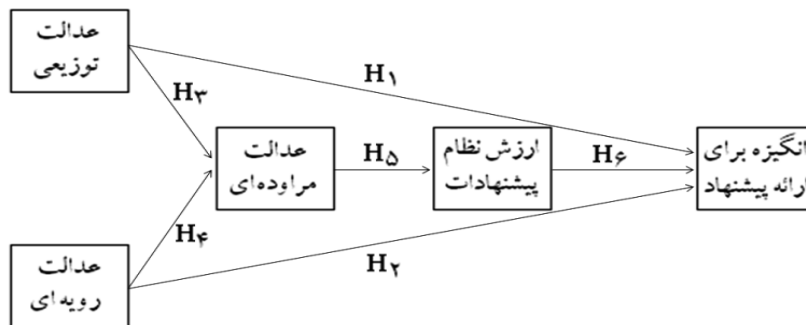 عدالت
توزیعی
H۱
H۳
عدالت
مراوده‌ای
H۵
ارزش نظام
پیشنهادات
H۶
انگیزه برای
ارائه پیشنهاد
H۴
H۲
عدالت
رویه ای